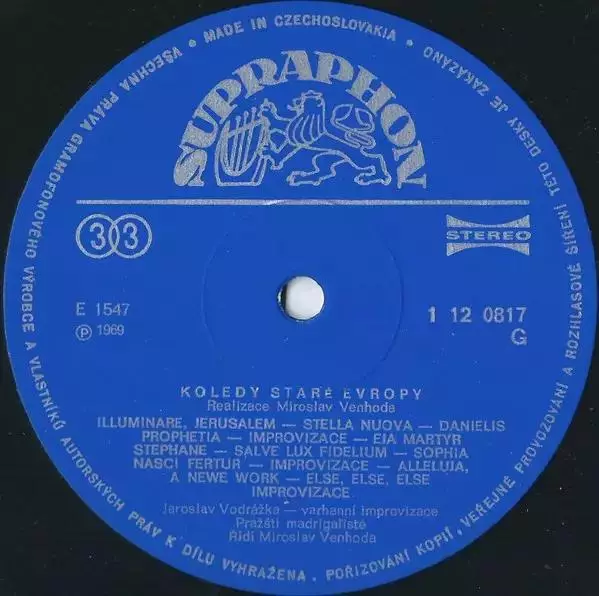 VŠECHNA PRÁVA GRAMOFONOVÉHO VÝROBCE A VLASTNÍKŮ AUTORSKÝCH PRÁV K DÍLU VYHRAŽENA. POŘIZOVÁNÍ KOPIÍ, VEŘEJNÉ PROVOZOVÁNÍ A ROZHLASOVÉ ŠÍŘENÍ TÉTO DESKY JE ZAKÁZÁNO • MADE IN CZECHOSLOVAKIA •
SUPRAPHON
33
STEREO
E 1547
℗ 1969
1 12 0817
G
KOLEDY STARÉ EVROPY
Realizace Miroslav Venhoda
ILLUMINARE, JERUSALEM — STELLA NUOVA — DANIELIS
PROPHETIA — IMPROVIZACE — EIA MARTYR
STEPHANE — SALVE LUX FIDELIUM — SOPHIA
NASCI FERTUR — IMPROVIZACE — ALLELUIA,
A NEWE WORK — ELSE, ELSE, ELSE
IMPROVIZACE
Jaroslav Vodrážka — varhanní improvizace
Pražští madrigalisté
Řídí Miroslav Venhoda